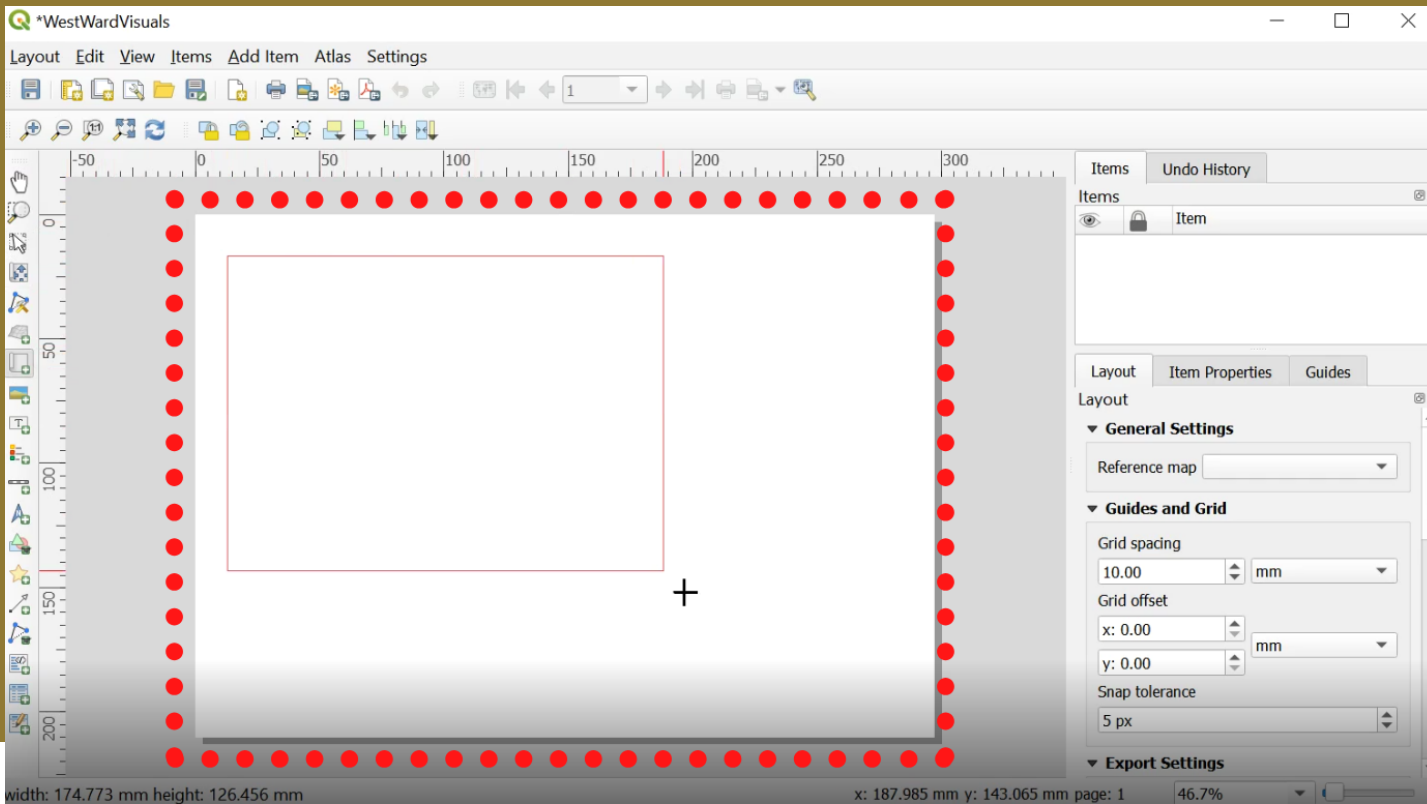 *WestWardVisuals
Layout Edit View Items Add Item Atlas Settings
1
-50 0 50 100 150 200 250 300
0
50
100
150
200
Items Undo History
Items
Item
Layout Item Properties Guides
Layout
General Settings
Reference map
Guides and Grid
Grid spacing
10.00 mm
Grid offset
x: 0.00
mm
y: 0.00
Snap tolerance
5 px
Export Settings
width: 174.773 mm height: 126.456 mm x: 187.985 mm y: 143.065 mm page: 1 46.7%